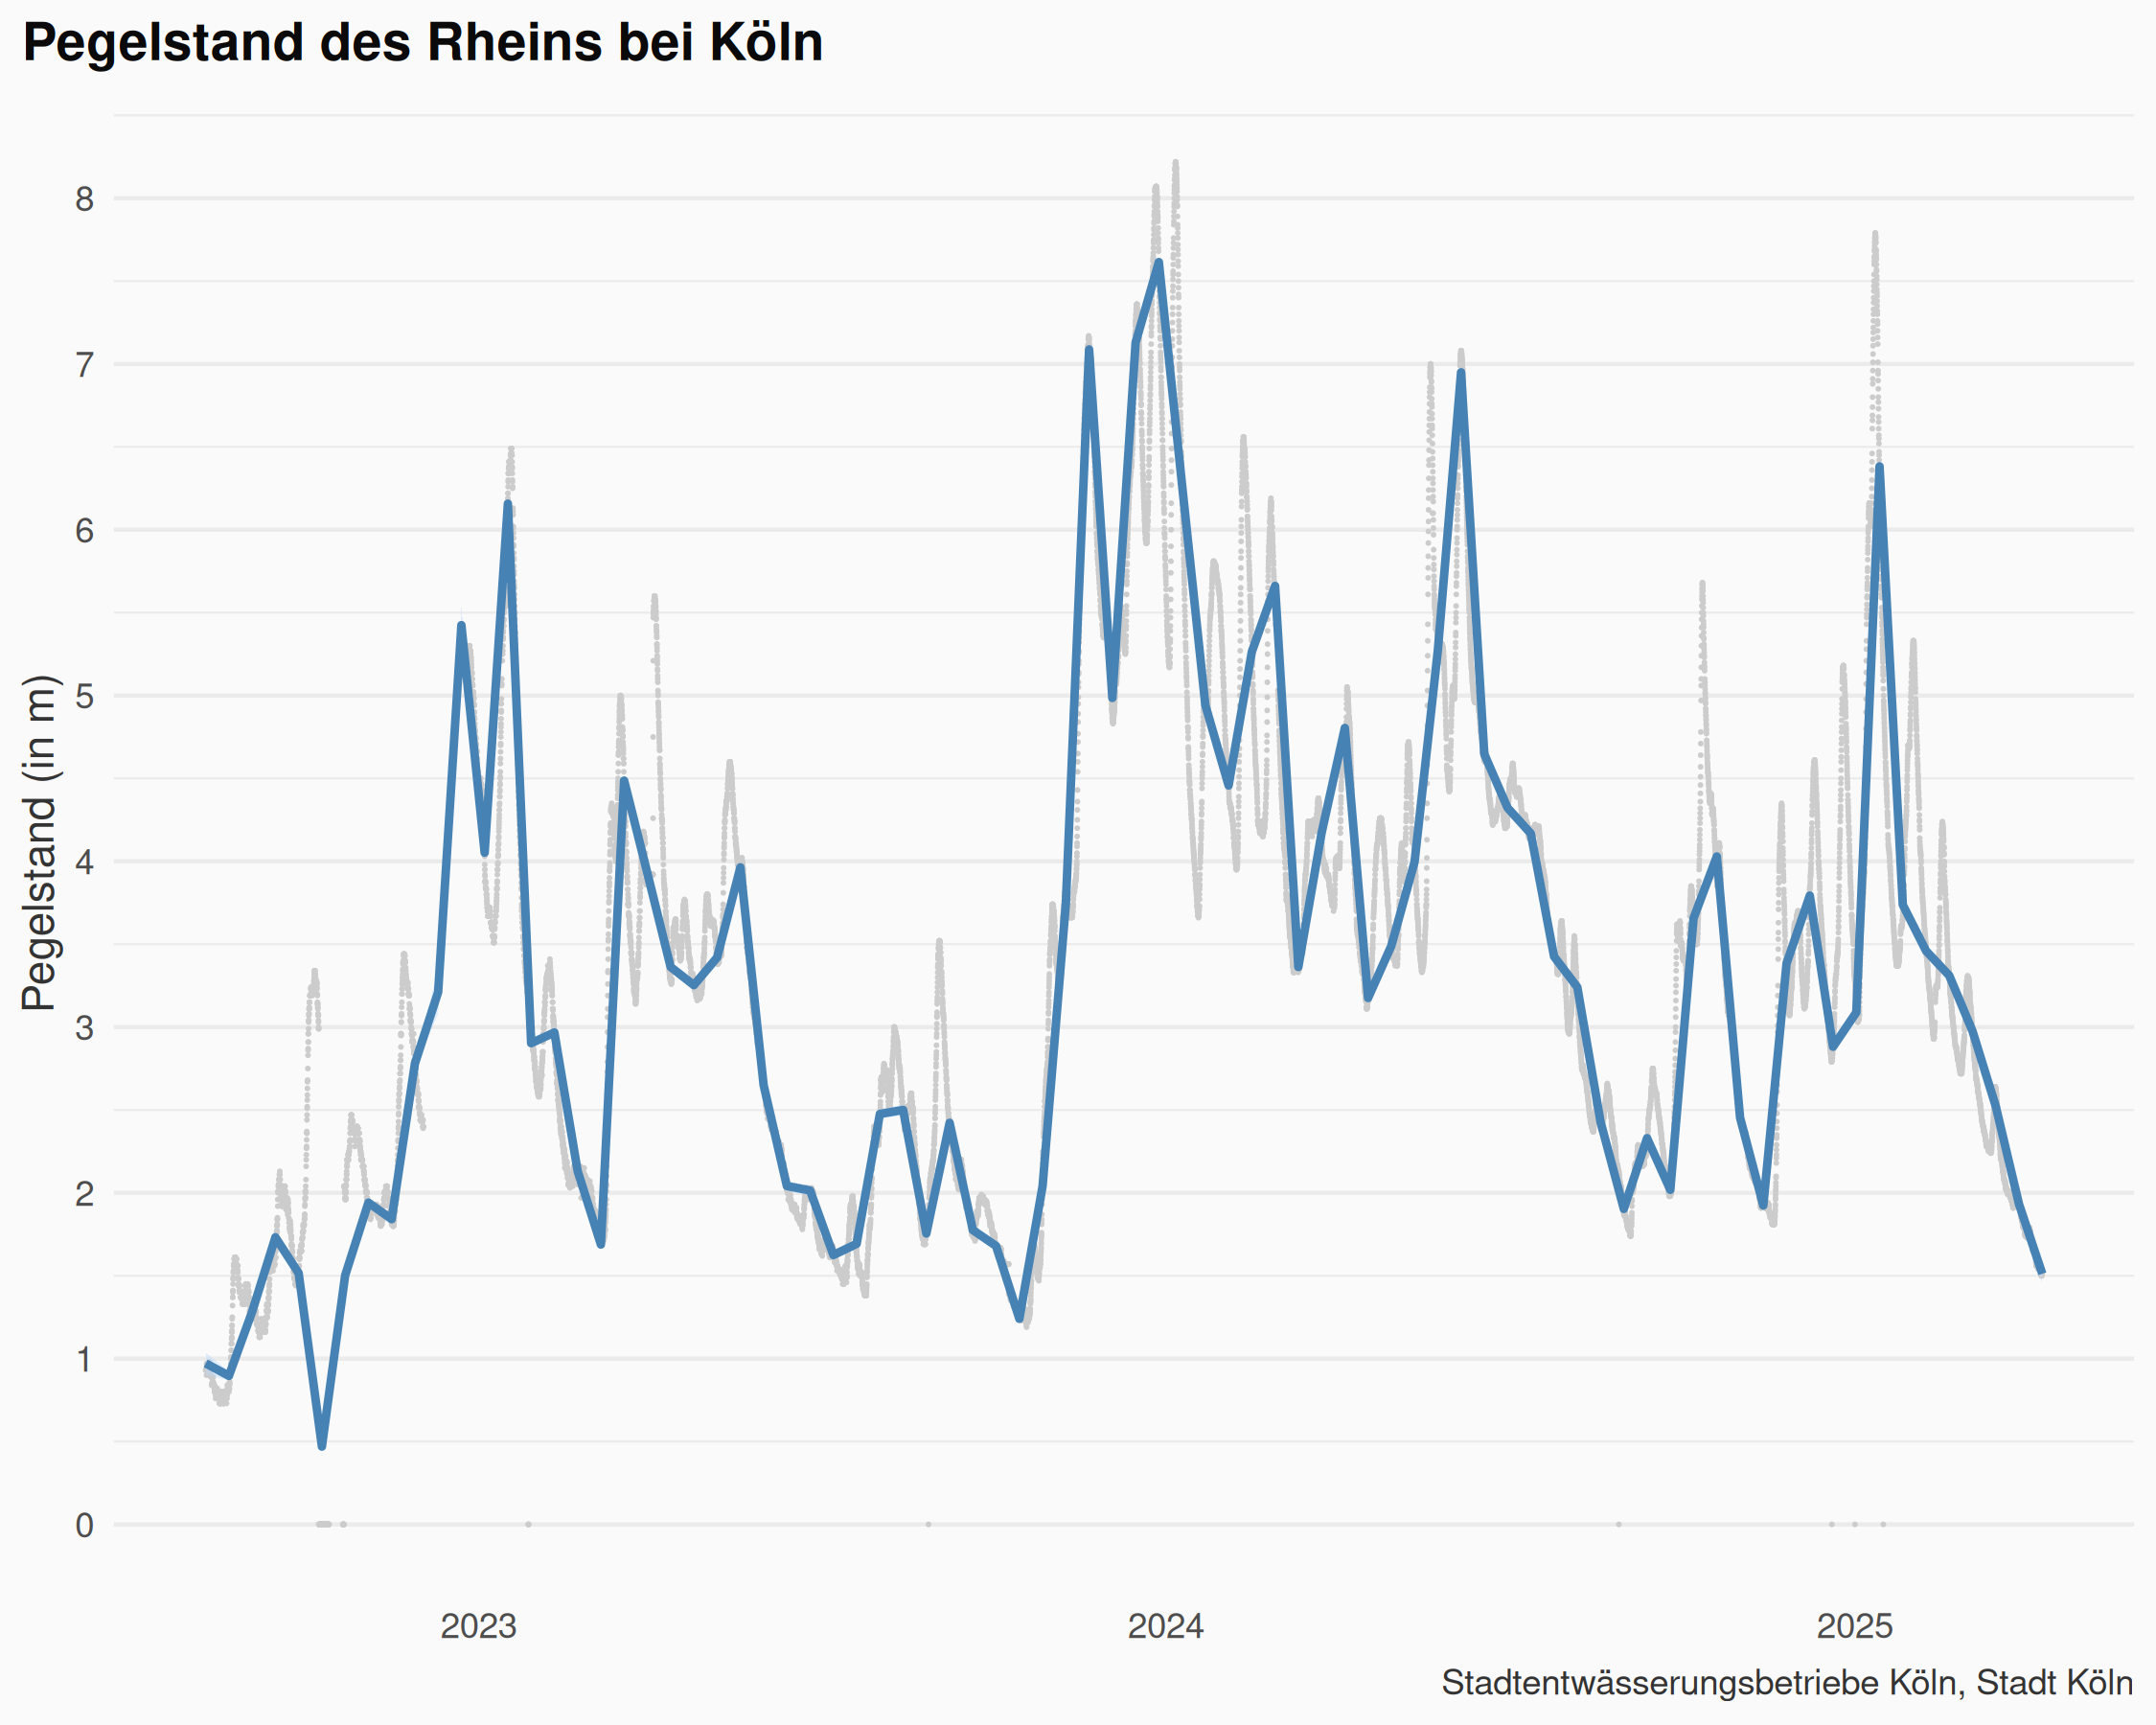 Pegelstand des Rheins bei Köln
Pegelstand (in m)
8
7
6
5
4
3
2
1
0
2023 2024 2025
Stadtentwässerungsbetriebe Köln, Stadt Köln